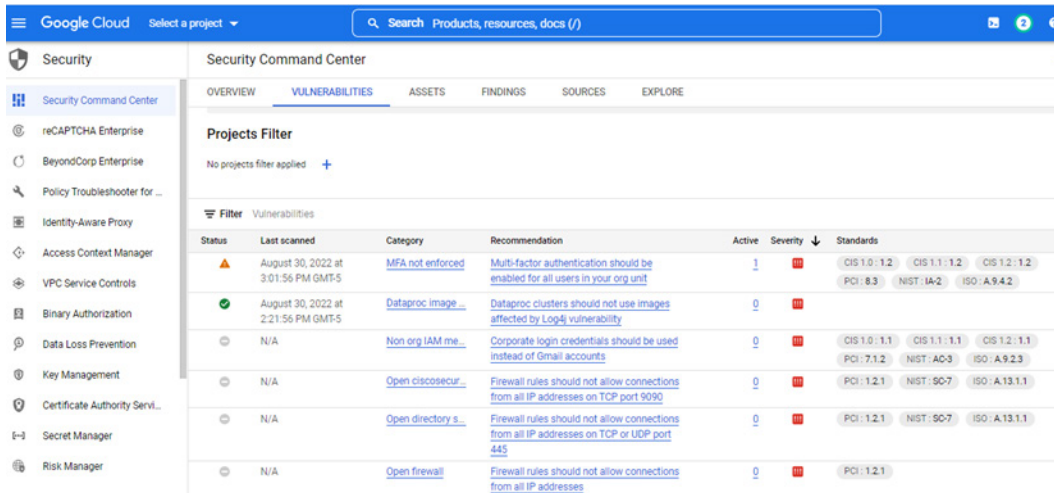 Google Cloud Select a project Search Products, resources, docs (/) 2
Security
Security Command Center
reCAPTCHA Enterprise
BeyondCorp Enterprise
Policy Troubleshooter for ...
Identity-Aware Proxy
Access Context Manager
VPC Service Controls
Binary Authorization
Data Loss Prevention
Key Management
Certificate Authority Servi...
Secret Manager
Risk Manager
Security Command Center
OVERVIEW VULNERABILITIES ASSETS FINDINGS SOURCES EXPLORE
Projects Filter
No projects filter applied +
Filter Vulnerabilities
Status Last scanned Category Recommendation Active Severity Standards
August 30, 2022 at MFA not enforced Multi-factor authentication should be 1 CIS 1.0 : 1.2 CIS 1.1 : 1.2 CIS 1.2 : 1.2
3:01:56 PM GMT-5 enabled for all users in your org unit PCI : 8.3 NIST : IA-2 ISO : A.9.4.2
August 30, 2022 at Dataproc image ... Dataproc clusters should not use images 0
2:21:56 PM GMT-5 affected by Log4j vulnerability
N/A Non org IAM me... Corporate login credentials should be used 0 CIS 1.0 : 1.1 CIS 1.1 : 1.1 CIS 1.2 : 1.1
instead of Gmail accounts PCI : 7.1.2 NIST : AC-3 ISO : A.9.2.3
N/A Open ciscosecur... Firewall rules should not allow connections 0 PCI : 1.2.1 NIST : SC-7 ISO : A.13.1.1
from all IP addresses on TCP port 9090
N/A Open directory s... Firewall rules should not allow connections 0 PCI : 1.2.1 NIST : SC-7 ISO : A.13.1.1
from all IP addresses on TCP or UDP port
445
N/A Open firewall Firewall rules should not allow connections 0 PCI : 1.2.1
from all IP addresses